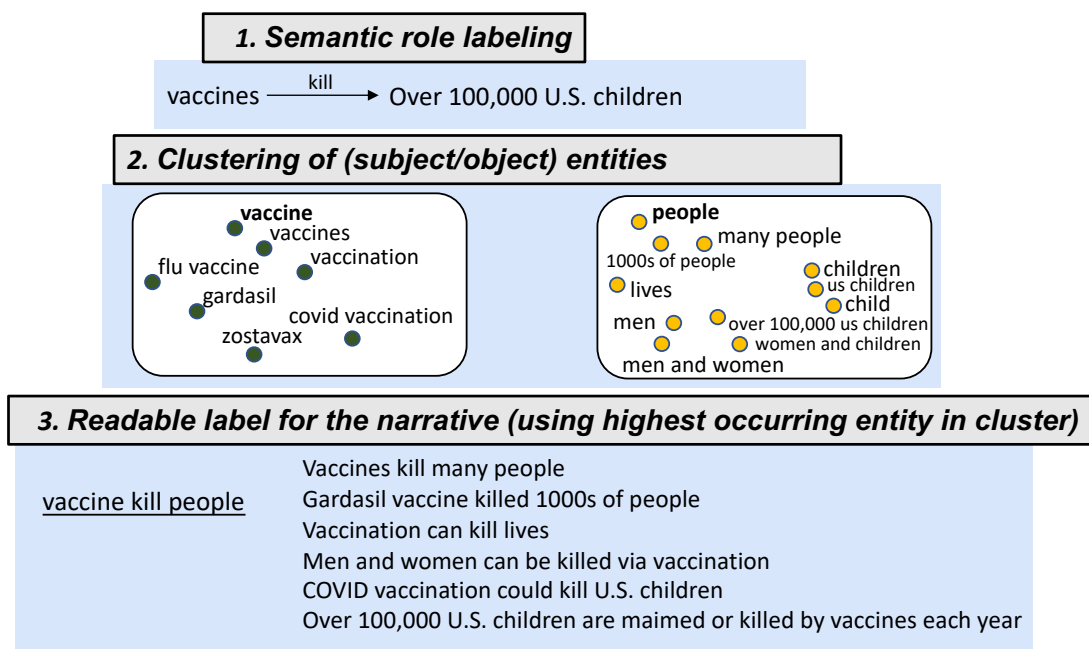 1. Semantic role labeling
kill
vaccines
Over 100,000 U.S. children
2. Clustering of (subject/object) entities
vaccine
vaccines
vaccination
flu vaccine
gardasil
covid vaccination
zostavax
people
many people
1000s of people
children
us children
lives
child
men
over 100,000 us children
women and children
men and women
3. Readable label for the narrative (using highest occurring entity in cluster)
vaccine kill people
Vaccines kill many people
Gardasil vaccine killed 1000s of people
Vaccination can kill lives
Men and women can be killed via vaccination
COVID vaccination could kill U.S. children
Over 100,000 U.S. children are maimed or killed by vaccines each year